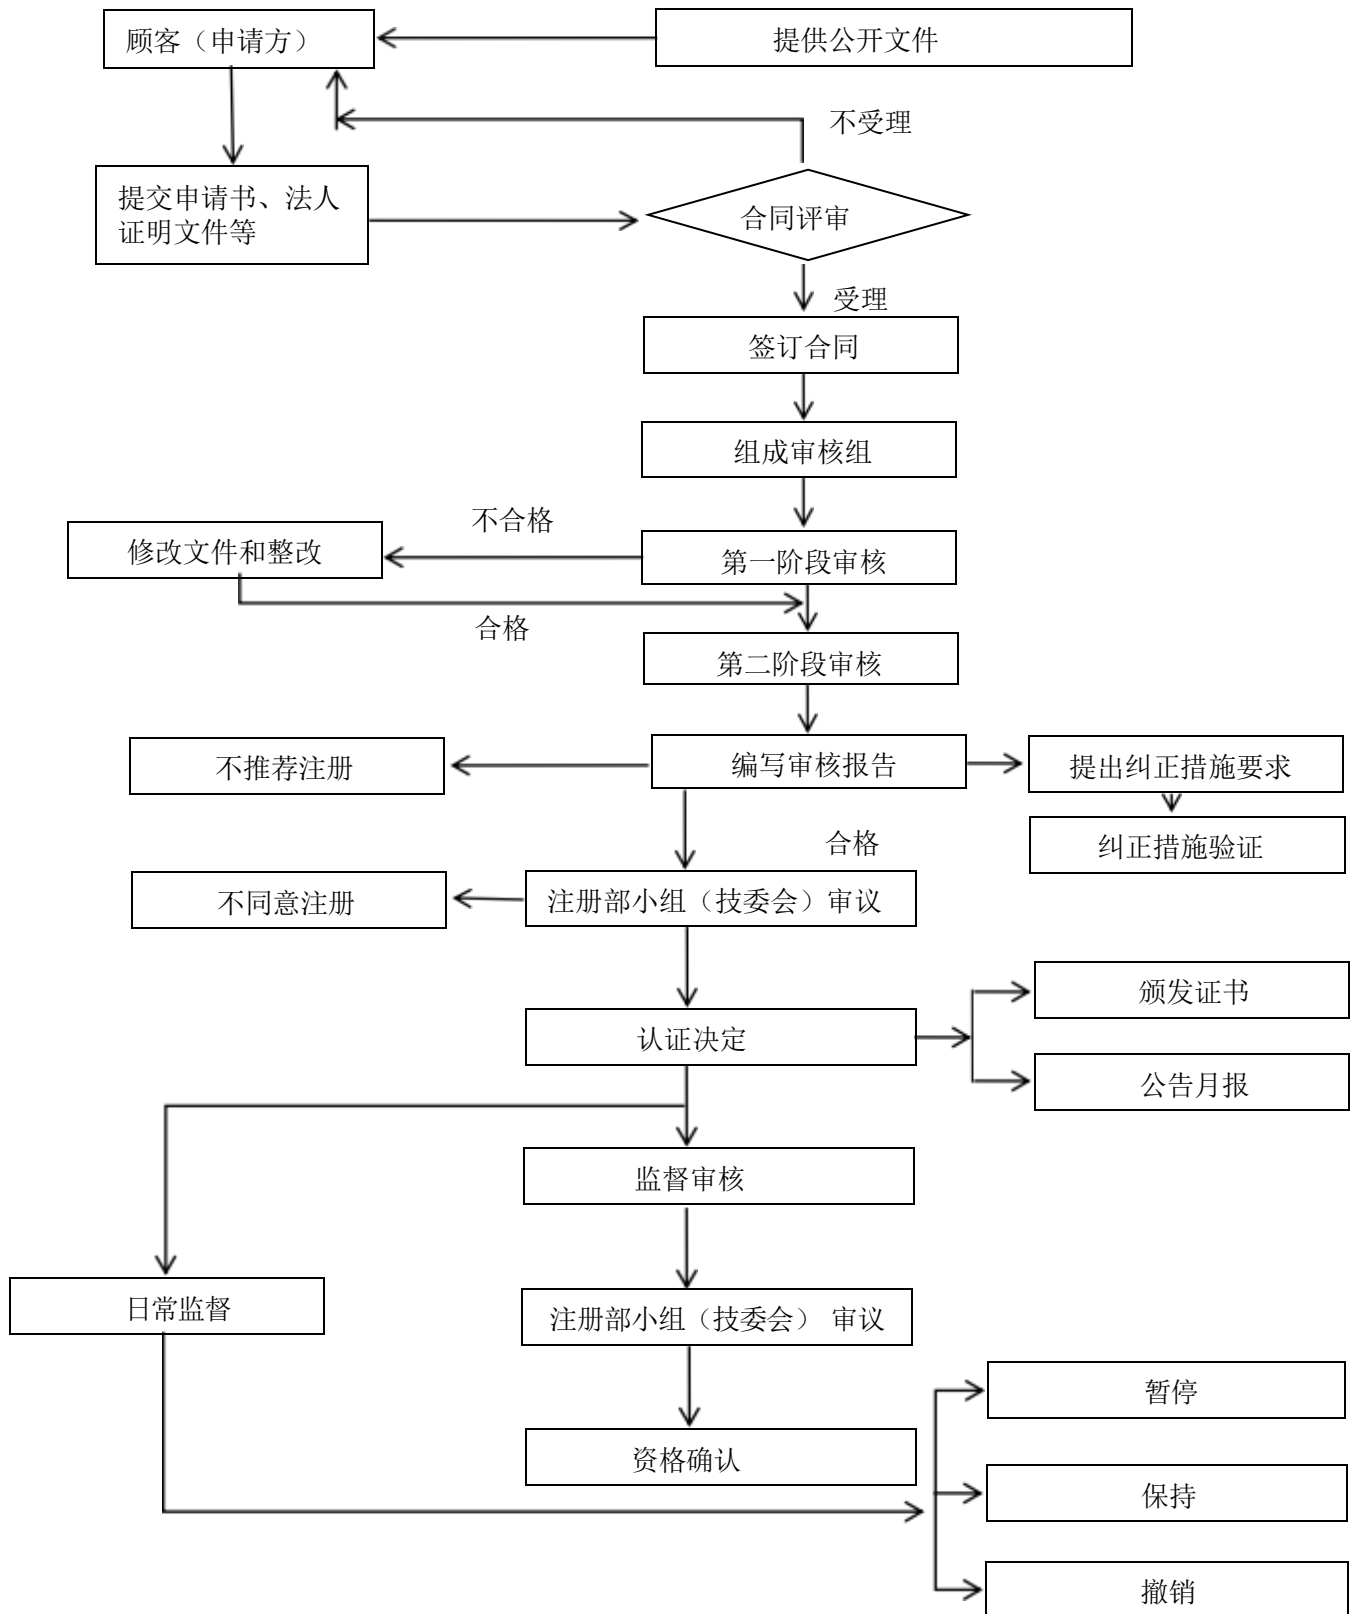 顾客（申请方）
提供公开文件
不受理
提交申请书、法人
证明文件等
合同评审
受理
签订合同
组成审核组
不合格
修改文件和整改
第一阶段审核
合格
第二阶段审核
不推荐注册
编写审核报告
提出纠正措施要求
合格
纠正措施验证
不同意注册
注册部小组（技委会）审议
颁发证书
认证决定
公告月报
监督审核
日常监督
注册部小组（技委会） 审议
暂停
资格确认
保持
撤销